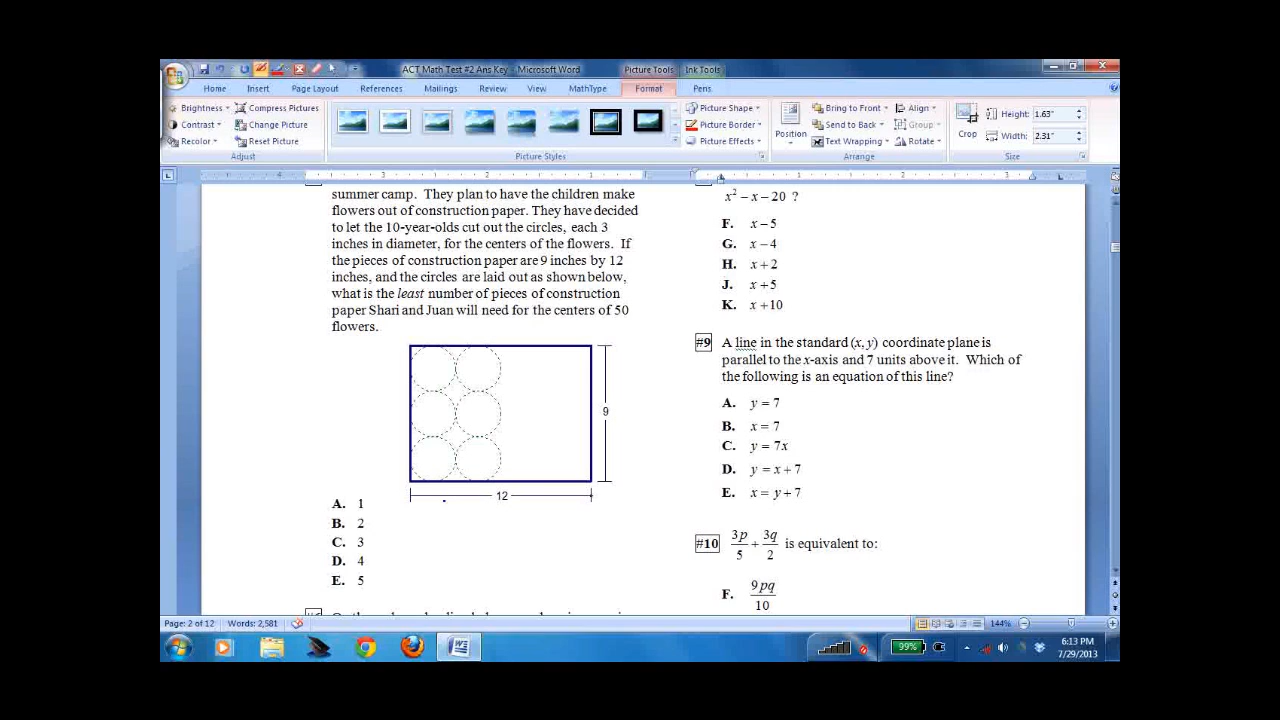 ACT Math Test #2 Ans Key - Microsoft Word
Picture Tools
Ink Tools
Home
Insert
Page Layout
References
Mailings
Review
View
MathType
Format
Pens
Brightness
Contrast
Recolor
Compress Pictures
Change Picture
Reset Picture
Adjust
Picture Styles
Picture Shape
Picture Border
Picture Effects
Position
Bring to Front
Send to Back
Text Wrapping
Align
Group
Rotate
Arrange
Crop
Height: 1.63"
Width: 2.31"
Size
summer camp. They plan to have the children make
flowers out of construction paper. They have decided
to let the 10-year-olds cut out the circles, each 3
inches in diameter, for the centers of the flowers. If
the pieces of construction paper are 9 inches by 12
inches, and the circles are laid out as shown below,
what is the least number of pieces of construction
paper Shari and Juan will need for the centers of 50
flowers.
9
12
A. 1
B. 2
C. 3
D. 4
E. 5
x² − x − 20 ?
F. x − 5
G. x − 4
H. x + 2
J. x + 5
K. x + 10
#9 A line in the standard (x, y) coordinate plane is
parallel to the x-axis and 7 units above it. Which of
the following is an equation of this line?
A. y = 7
B. x = 7
C. y = 7x
D. y = x + 7
E. x = y + 7
#10 3p/5 + 3q/2 is equivalent to:
F. 9pq/10
Page: 2 of 12
Words: 2,581
144%
99%
6:13 PM
7/29/2013